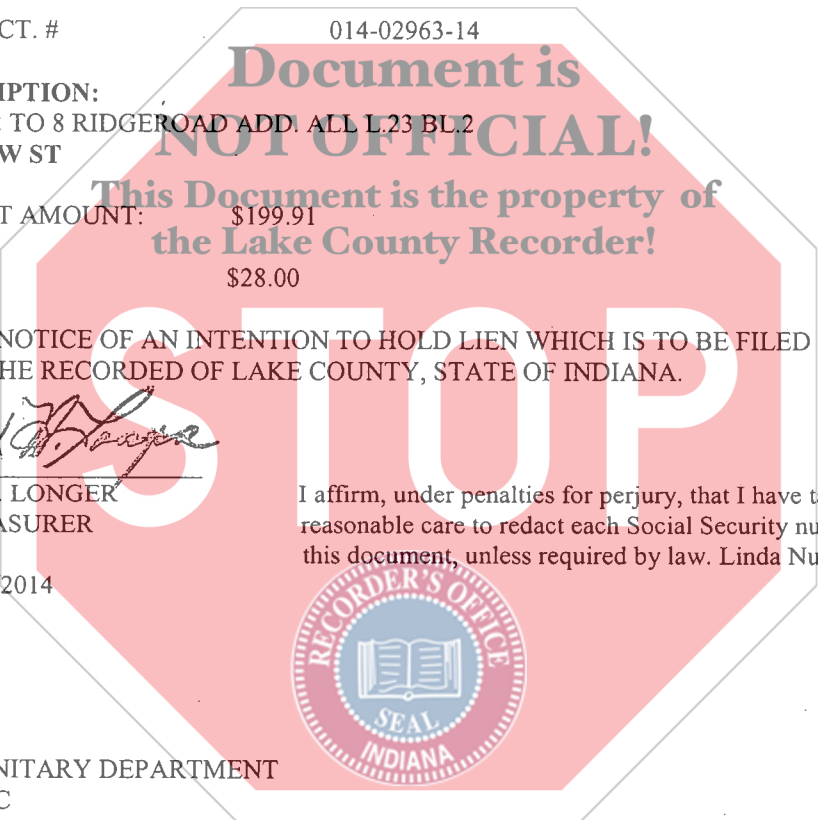 CT. # 014-02963-14
Document is
IPTION:
TO 8 RIDGEROAD ADD. ALL L.23 BL.2
NOT OFFICIAL!
W ST
This Document is the property of
T AMOUNT: $199.91
the Lake County Recorder!
$28.00
NOTICE OF AN INTENTION TO HOLD LIEN WHICH IS TO BE FILED
HE RECORDED OF LAKE COUNTY, STATE OF INDIANA.
STOP
. LONGER
ASURER
I affirm, under penalties for perjury, that I have t
reasonable care to redact each Social Security nu
this document, unless required by law. Linda Nu
2014
RECORDER'S OFFICE
SEAL
INDIANA
NITARY DEPARTMENT
C